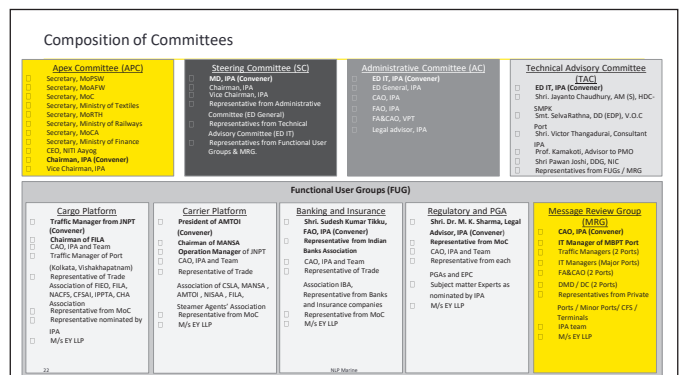 Composition of Committees
Apex Committee (APC)
Secretary, MoPSW
Secretary, MoAFW
Secretary, MoC
Secretary, Ministry of Textiles
Secretary, MoRTH
Secretary, Ministry of Railways
Secretary, MoCA
Secretary, Ministry of Finance
CEO, NITI Aayog
Chairman, IPA (Convener)
Vice Chairman, IPA
Steering Committee (SC)
MD, IPA (Convener)
Chairman, IPA
Vice Chairman, IPA
Representative from Administrative
Committee (ED General)
Representatives from Technical
Advisory Committee (ED IT)
Representatives from Functional User
Groups & MRG.
Administrative Committee (AC)
ED IT, IPA (Convener)
ED General, IPA
CAO, IPA
FAO, IPA
FA&CAO, VPT
Legal advisor, IPA
Technical Advisory Committee
(TAC)
ED IT, IPA (Convener)
Shri. Jayanto Chaudhury, AM (S), HDC-
SMPK
Smt. SelvaRathna, DD (EDP), V.O.C
Port
Shri. Victor Thangadurai, Consultant
IPA
Prof. Kamakoti, Advisor to PMO
Shri Pawan Joshi, DDG, NIC
Representatives from FUGs / MRG
Functional User Groups (FUG)
Cargo Platform
Traffic Manager from JNPT
(Convener)
Chairman of FILA
CAO, IPA and Team
Traffic Manager of Port
(Kolkata, Vishakhapatnam)
Representative of Trade
Association of FIEO, FILA,
NACFS, CFSAI, IPPTA, CHA
Association
Representative from MoC
Representative nominated by
IPA
M/s EY LLP
Carrier Platform
President of AMTOI
(Convener)
Chairman of MANSA
Operation Manager of JNPT
CAO, IPA and Team
Representative of Trade
Association of CSLA, MANSA ,
AMTOI , NISAA , FILA,
Steamer Agents' Association
Representative from MoC
M/s EY LLP
Banking and Insurance
Shri. Sudesh Kumar Tikku,
FAO, IPA (Convener)
Representative from Indian
Banks Association
CAO, IPA and Team
Representative of Trade
Association IBA,
Representative from Banks
and Insurance companies
Representative from MoC
M/s EY LLP
Regulatory and PGA
Shri. Dr. M. K. Sharma, Legal
Advisor, IPA (Convener)
Representative from MoC
CAO, IPA and Team
Representative from each
PGAs and EPC
Subject matter Experts as
nominated by IPA
M/s EY LLP
Message Review Group
(MRG)
CAO, IPA (Convener)
IT Manager of MBPT Port
Traffic Managers (2 Ports)
IT Managers (Major Ports)
FA&CAO (2 Ports)
DMD / DC (2 Ports)
Representatives from Private
Ports / Minor Ports/ CFS /
Terminals
IPA team
M/s EY LLP
22
NLP Marine